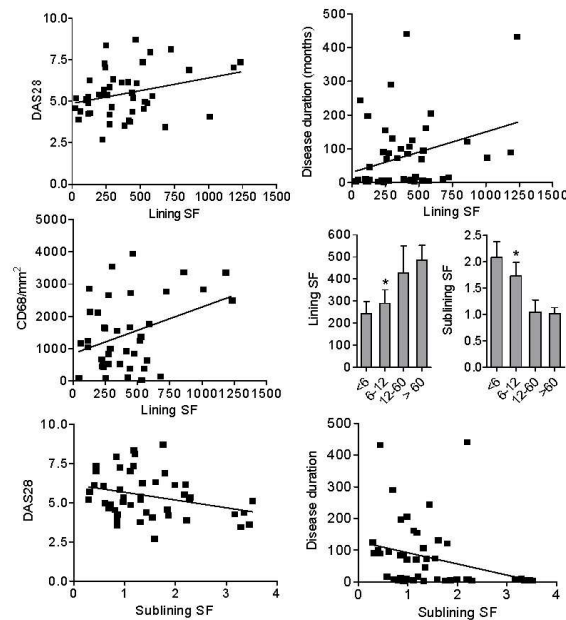 DAS28
10.0
7.5
5.0
2.5
0.0
0 250 500 750 1000 1250 1500
Lining SF
Disease duration (months)
500
400
300
200
100
0
0 250 500 750 1000 1250 1500
Lining SF
CD68/mm²
5000
4000
3000
2000
1000
0
0 250 500 750 1000 1250 1500
Lining SF
Lining SF
600
500
400
300
200
100
0
*
<6 6-12 12-60 > 60
Sublining SF
2.5
2.0
1.5
1.0
0.5
0.0
*
<6 6-12 12-60 >60
DAS28
10.0
7.5
5.0
2.5
0.0
0 1 2 3 4
Sublining SF
Disease duration
500
400
300
200
100
0
0 1 2 3 4
Sublining SF